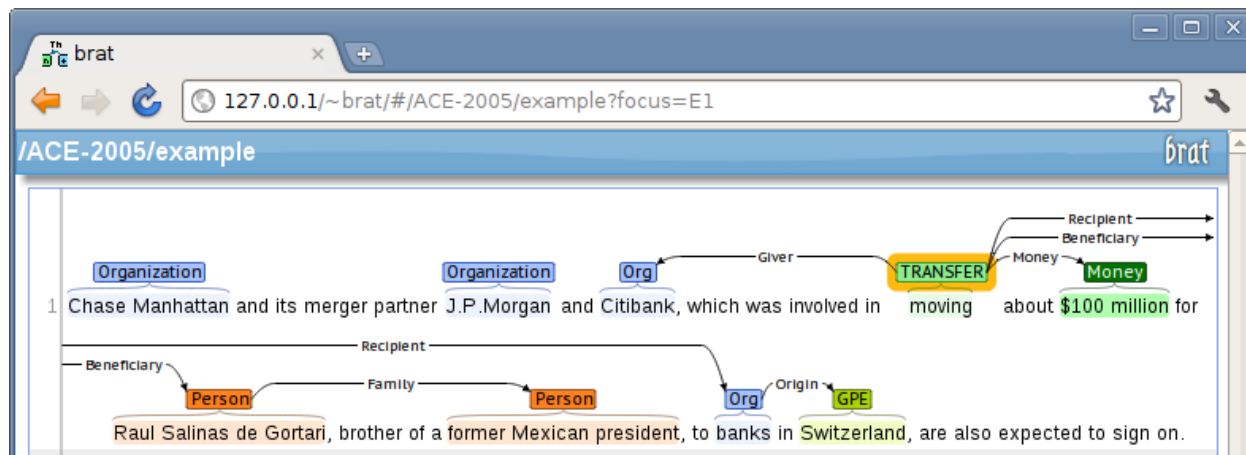 brat
127.0.0.1/~brat/#/ACE-2005/example?focus=E1
/ACE-2005/example brat
Recipient
Beneficiary
Giver Money
Organization Organization Org TRANSFER Money
1 Chase Manhattan and its merger partner J.P.Morgan and Citibank, which was involved in moving about $100 million for
Recipient
Beneficiary Family Origin
Person Person Org GPE
Raul Salinas de Gortari, brother of a former Mexican president, to banks in Switzerland, are also expected to sign on.